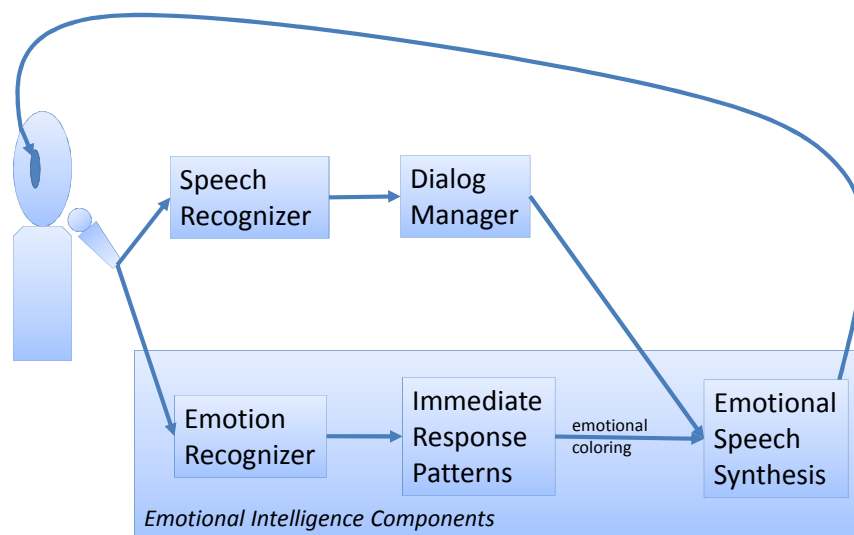 Speech
Recognizer
Dialog
Manager
Emotion
Recognizer
Immediate
Response
Patterns
emotional
coloring
Emotional
Speech
Synthesis
Emotional Intelligence Components